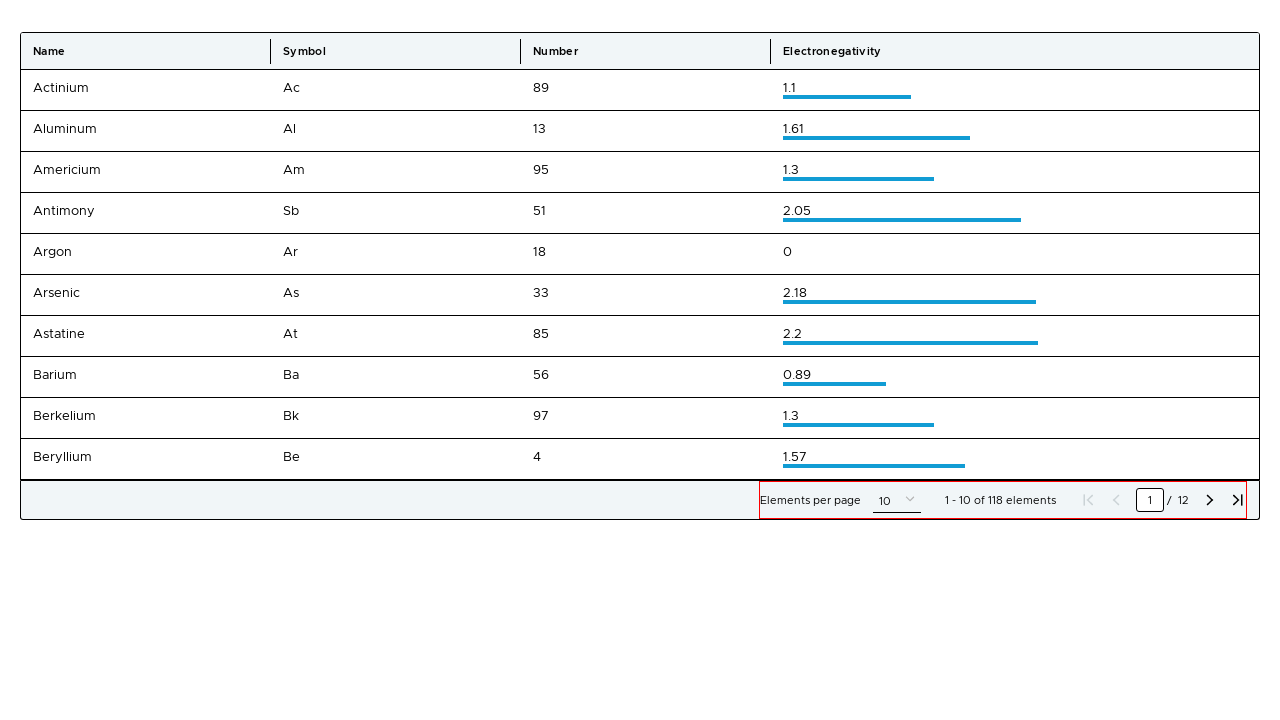 Name Symbol Number Electronegativity
Actinium Ac 89 1.1
Aluminum Al 13 1.61
Americium Am 95 1.3
Antimony Sb 51 2.05
Argon Ar 18 0
Arsenic As 33 2.18
Astatine At 85 2.2
Barium Ba 56 0.89
Berkelium Bk 97 1.3
Beryllium Be 4 1.57
Elements per page 10 1 - 10 of 118 elements 1 / 12